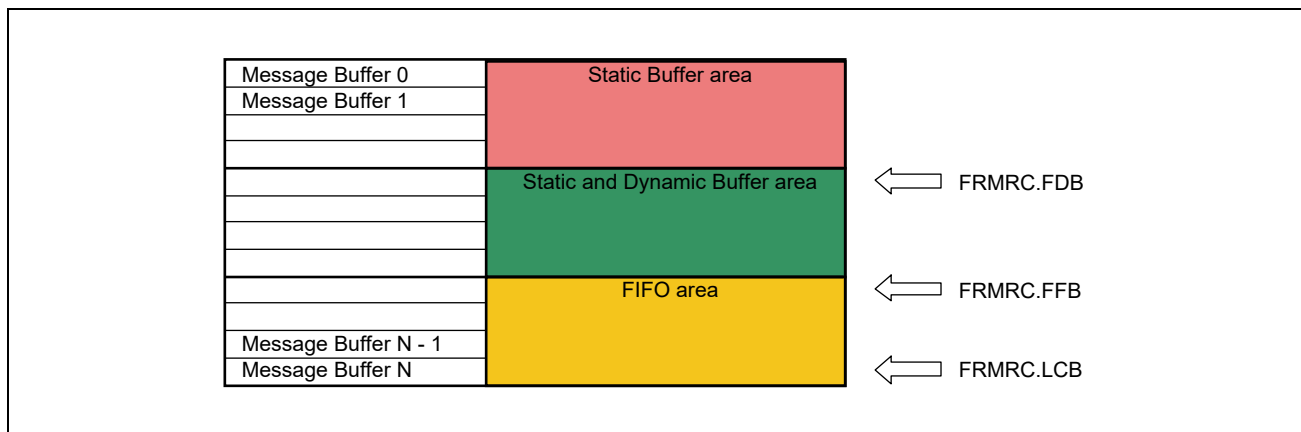 Message Buffer 0
Static Buffer area
Message Buffer 1
Static and Dynamic Buffer area
FRMRC.FDB
FIFO area
FRMRC.FFB
Message Buffer N - 1
Message Buffer N
FRMRC.LCB